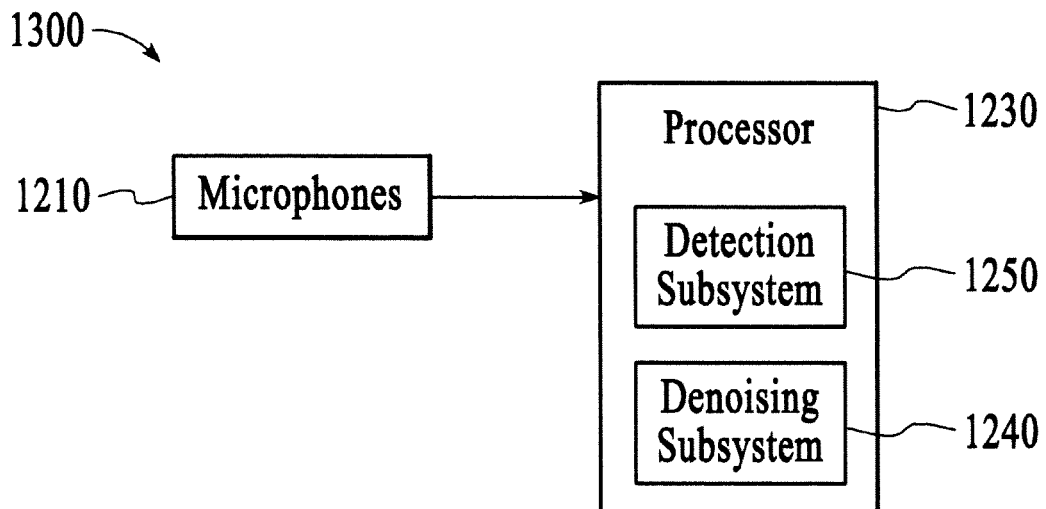 1300
1230
Processor
1210
Microphones
Detection
Subsystem
1250
Denoising
Subsystem
1240